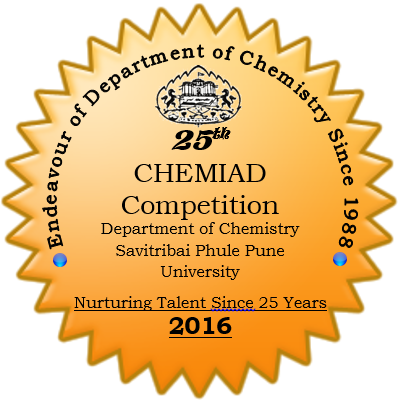 Endeavour of Department of Chemistry Since 1988
25th
CHEMIAD
Competition
Department of Chemistry
Savitribai Phule Pune
University
Nurturing Talent Since 25 Years
2016